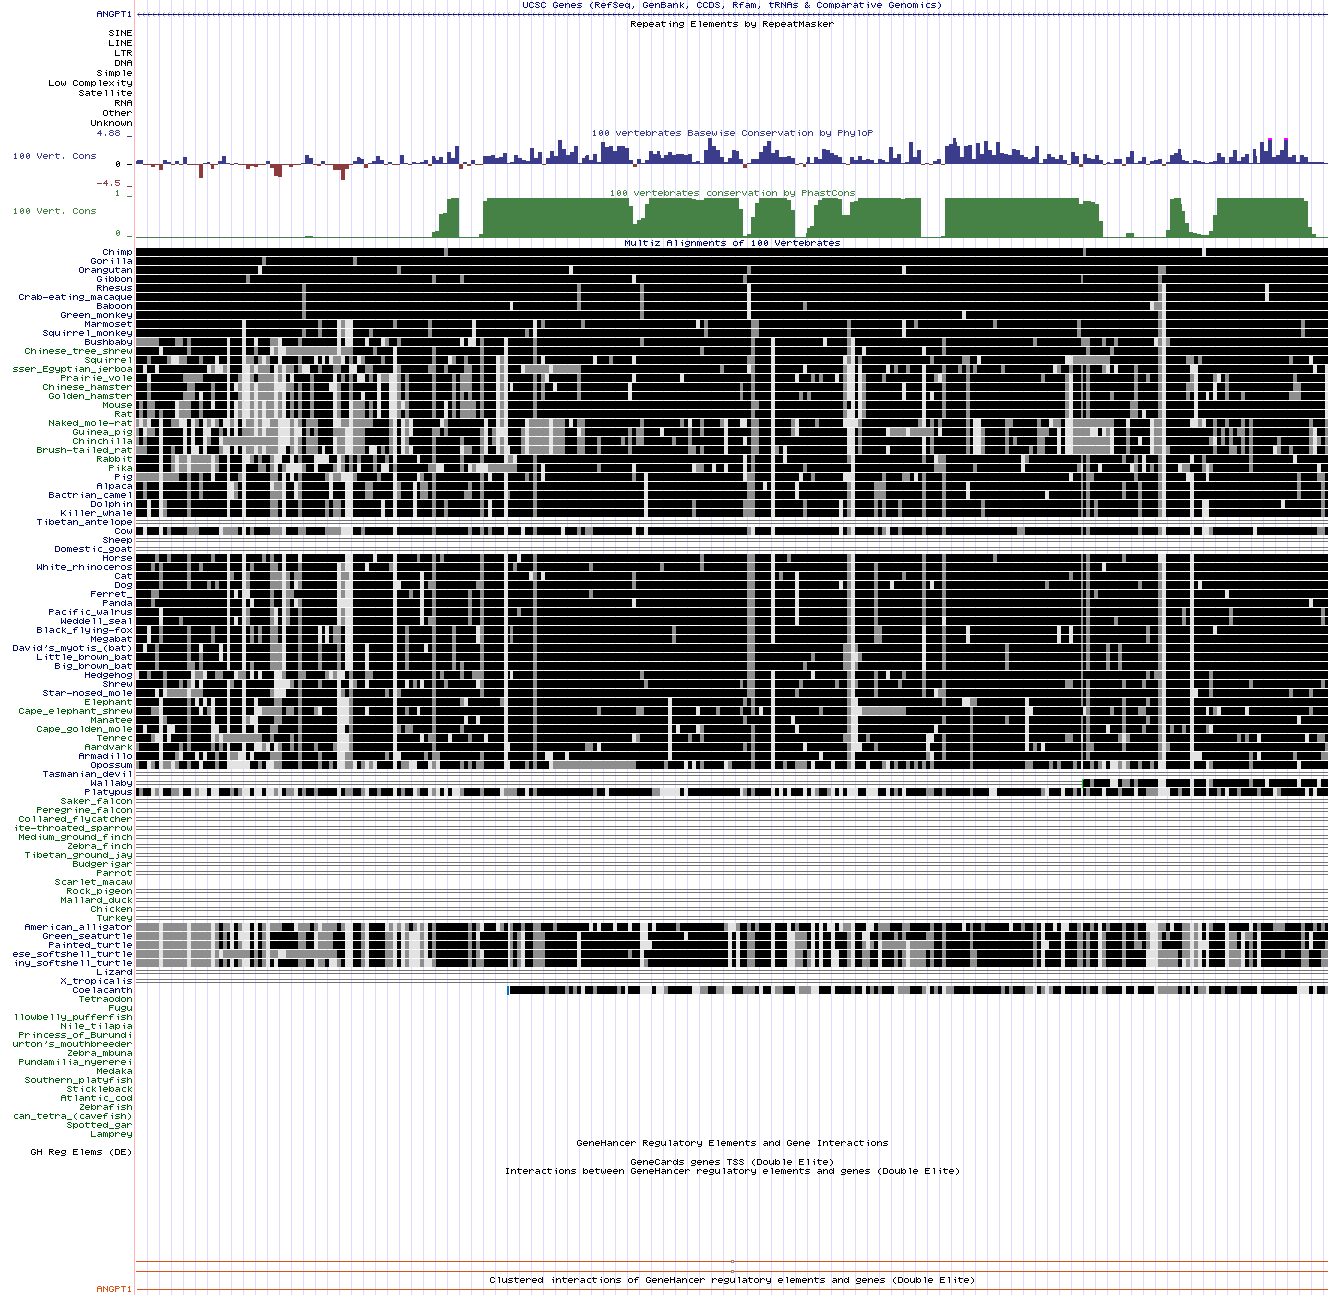 UCSC Genes (RefSeq, GenBank, CCDS, Rfam, tRNAs & Comparative Genomics)
ANGPT1
Repeating Elements by RepeatMasker
SINE
LINE
LTR
DNA
Simple
Low Complexity
Satellite
RNA
Other
Unknown
4.88 _
100 vertebrates Basewise Conservation by PhyloP
100 Vert. Cons
0 _
-4.5 _
100 vertebrates conservation by PhastCons
1 _
100 Vert. Cons
0 _
Multiz Alignments of 100 Vertebrates
Chimp
Gorilla
Orangutan
Gibbon
Rhesus
Crab-eating_macaque
Baboon
Green_monkey
Marmoset
Squirrel_monkey
Bushbaby
Chinese_tree_shrew
Squirrel
sser_Egyptian_jerboa
Prairie_vole
Chinese_hamster
Golden_hamster
Mouse
Rat
Naked_mole-rat
Guinea_pig
Chinchilla
Brush-tailed_rat
Rabbit
Pika
Pig
Alpaca
Bactrian_camel
Dolphin
Killer_whale
Tibetan_antelope
Cow
Sheep
Domestic_goat
Horse
White_rhinoceros
Cat
Dog
Ferret_
Panda
Pacific_walrus
Weddell_seal
Black_flying-fox
Megabat
David's_myotis_(bat)
Little_brown_bat
Big_brown_bat
Hedgehog
Shrew
Star-nosed_mole
Elephant
Cape_elephant_shrew
Manatee
Cape_golden_mole
Tenrec
Aardvark
Armadillo
Opossum
Tasmanian_devil
Wallaby
Platypus
Saker_falcon
Peregrine_falcon
Collared_flycatcher
ite-throated_sparrow
Medium_ground_finch
Zebra_finch
Tibetan_ground_jay
Budgerigar
Parrot
Scarlet_macaw
Rock_pigeon
Mallard_duck
Chicken
Turkey
American_alligator
Green_seaturtle
Painted_turtle
ese_softshell_turtle
iny_softshell_turtle
Lizard
X_tropicalis
Coelacanth
Tetraodon
Fugu
llowbelly_pufferfish
Nile_tilapia
Princess_of_Burundi
urton's_mouthbreeder
Zebra_mbuna
Pundamilia_nyererei
Medaka
Southern_platyfish
Stickleback
Atlantic_cod
Zebrafish
can_tetra_(cavefish)
Spotted_gar
Lamprey
GeneHancer Regulatory Elements and Gene Interactions
GH Reg Elems (DE)
GeneCards genes TSS (Double Elite)
Interactions between GeneHancer regulatory elements and genes (Double Elite)
Clustered interactions of GeneHancer regulatory elements and genes (Double Elite)
ANGPT1